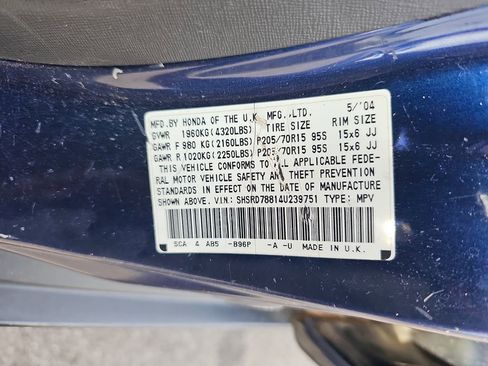 MFD.BY HONDA OF THE U.K. MFG.,LTD. 5/'04
GVWR 1960KG(4320LBS) TIRE SIZE RIM SIZE
GAWR F 980 KG(2160LBS) P205/70R15 95S 15x6 JJ
GAWR R 1020KG(2250LBS) P205/70R15 95S 15x6 JJ
THIS VEHICLE CONFORMS TO ALL APPLICABLE FEDE-
RAL MOTOR VEHICLE SAFETY AND THEFT PREVENTION
STANDARDS IN EFFECT ON THE DATE OF MANUFACTURE
SHOWN ABOVE. VIN: SHSRD78814U239751 TYPE: MPV
SCA 4 AB5 -B96P -A -U MADE IN U.K.